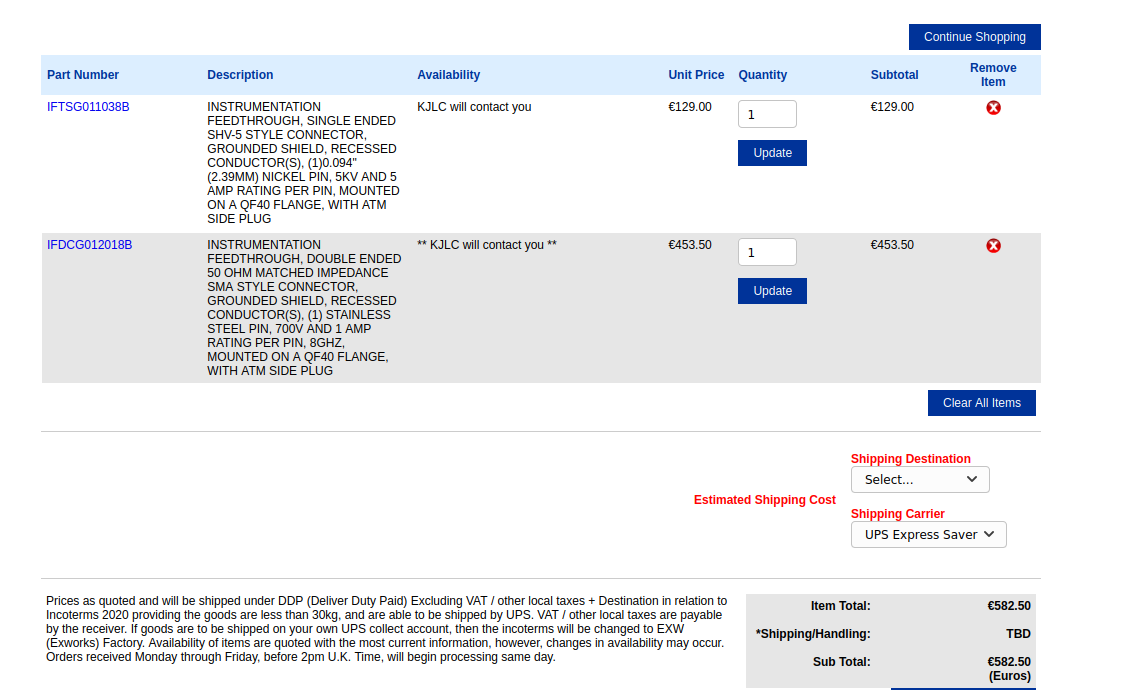 Continue Shopping
Part Number Description Availability Unit Price Quantity Subtotal Remove Item
IFTSG011038B INSTRUMENTATION KJLC will contact you €129.00 1 €129.00
FEEDTHROUGH, SINGLE ENDED
SHV-5 STYLE CONNECTOR,
GROUNDED SHIELD, RECESSED
CONDUCTOR(S), (1)0.094"
(2.39MM) NICKEL PIN, 5KV AND 5
AMP RATING PER PIN, MOUNTED
ON A QF40 FLANGE, WITH ATM
SIDE PLUG
Update
IFDCG012018B INSTRUMENTATION ** KJLC will contact you ** €453.50 1 €453.50
FEEDTHROUGH, DOUBLE ENDED
50 OHM MATCHED IMPEDANCE
SMA STYLE CONNECTOR,
GROUNDED SHIELD, RECESSED
CONDUCTOR(S), (1) STAINLESS
STEEL PIN, 700V AND 1 AMP
RATING PER PIN, 8GHZ,
MOUNTED ON A QF40 FLANGE,
WITH ATM SIDE PLUG
Update
Clear All Items
Estimated Shipping Cost
Shipping Destination
Select...
Shipping Carrier
UPS Express Saver
Prices as quoted and will be shipped under DDP (Deliver Duty Paid) Excluding VAT / other local taxes + Destination in relation to
Incoterms 2020 providing the goods are less than 30kg, and are able to be shipped by UPS. VAT / other local taxes are payable
by the receiver. If goods are to be shipped on your own UPS collect account, then the incoterms will be changed to EXW
(Exworks) Factory. Availability of items are quoted with the most current information, however, changes in availability may occur.
Orders received Monday through Friday, before 2pm U.K. Time, will begin processing same day.
Item Total: €582.50
*Shipping/Handling: TBD
Sub Total: €582.50
(Euros)